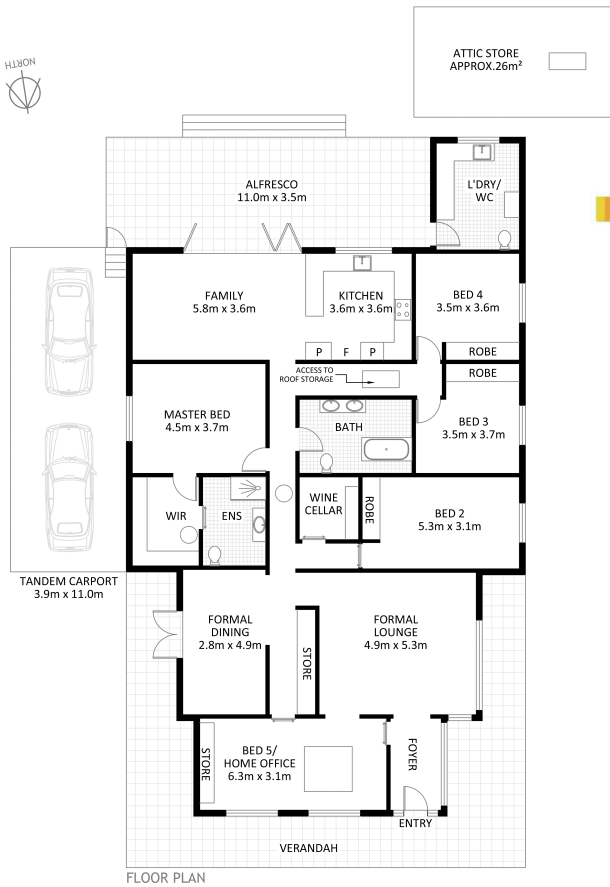 ATTIC STORE
APPROX.26m²
NORTH
ALFRESCO
11.0m x 3.5m
L'DRY/
WC
FAMILY
5.8m x 3.6m
KITCHEN
3.6m x 3.6m
BED 4
3.5m x 3.6m
P
F
P
ROBE
ACCESS TO
ROOF STORAGE
ROBE
MASTER BED
4.5m x 3.7m
BATH
BED 3
3.5m x 3.7m
WIR
ENS
WINE
CELLAR
ROBE
BED 2
5.3m x 3.1m
TANDEM CARPORT
3.9m x 11.0m
FORMAL
DINING
2.8m x 4.9m
STORE
FORMAL
LOUNGE
4.9m x 5.3m
STORE
BED 5/
HOME OFFICE
6.3m x 3.1m
FOYER
ENTRY
VERANDAH
FLOOR PLAN